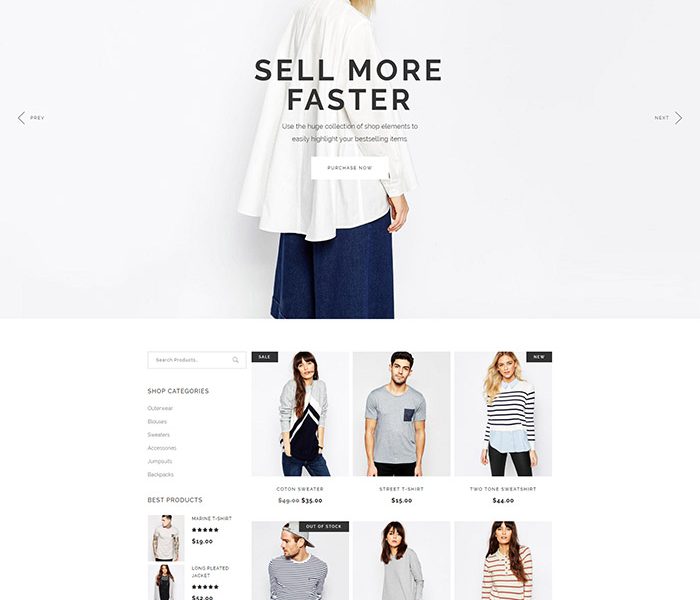 SELL MORE
FASTER
Use the huge collection of shop elements to
easily highlight your bestselling items.
PURCHASE NOW
PREV
NEXT
Search Products..
SHOP CATEGORIES
Outerwear
Blouses
Sweaters
Accessories
Jumpsuits
Backpacks
BEST PRODUCTS
MARINE T-SHIRT
$19.00
LONG PLEATED
JACKET
$52.00
SALE
COTON SWEATER
$49.00 $35.00
STREET T-SHIRT
$15.00
NEW
TWO TONE SWEATSHIRT
$44.00
OUT OF STOCK